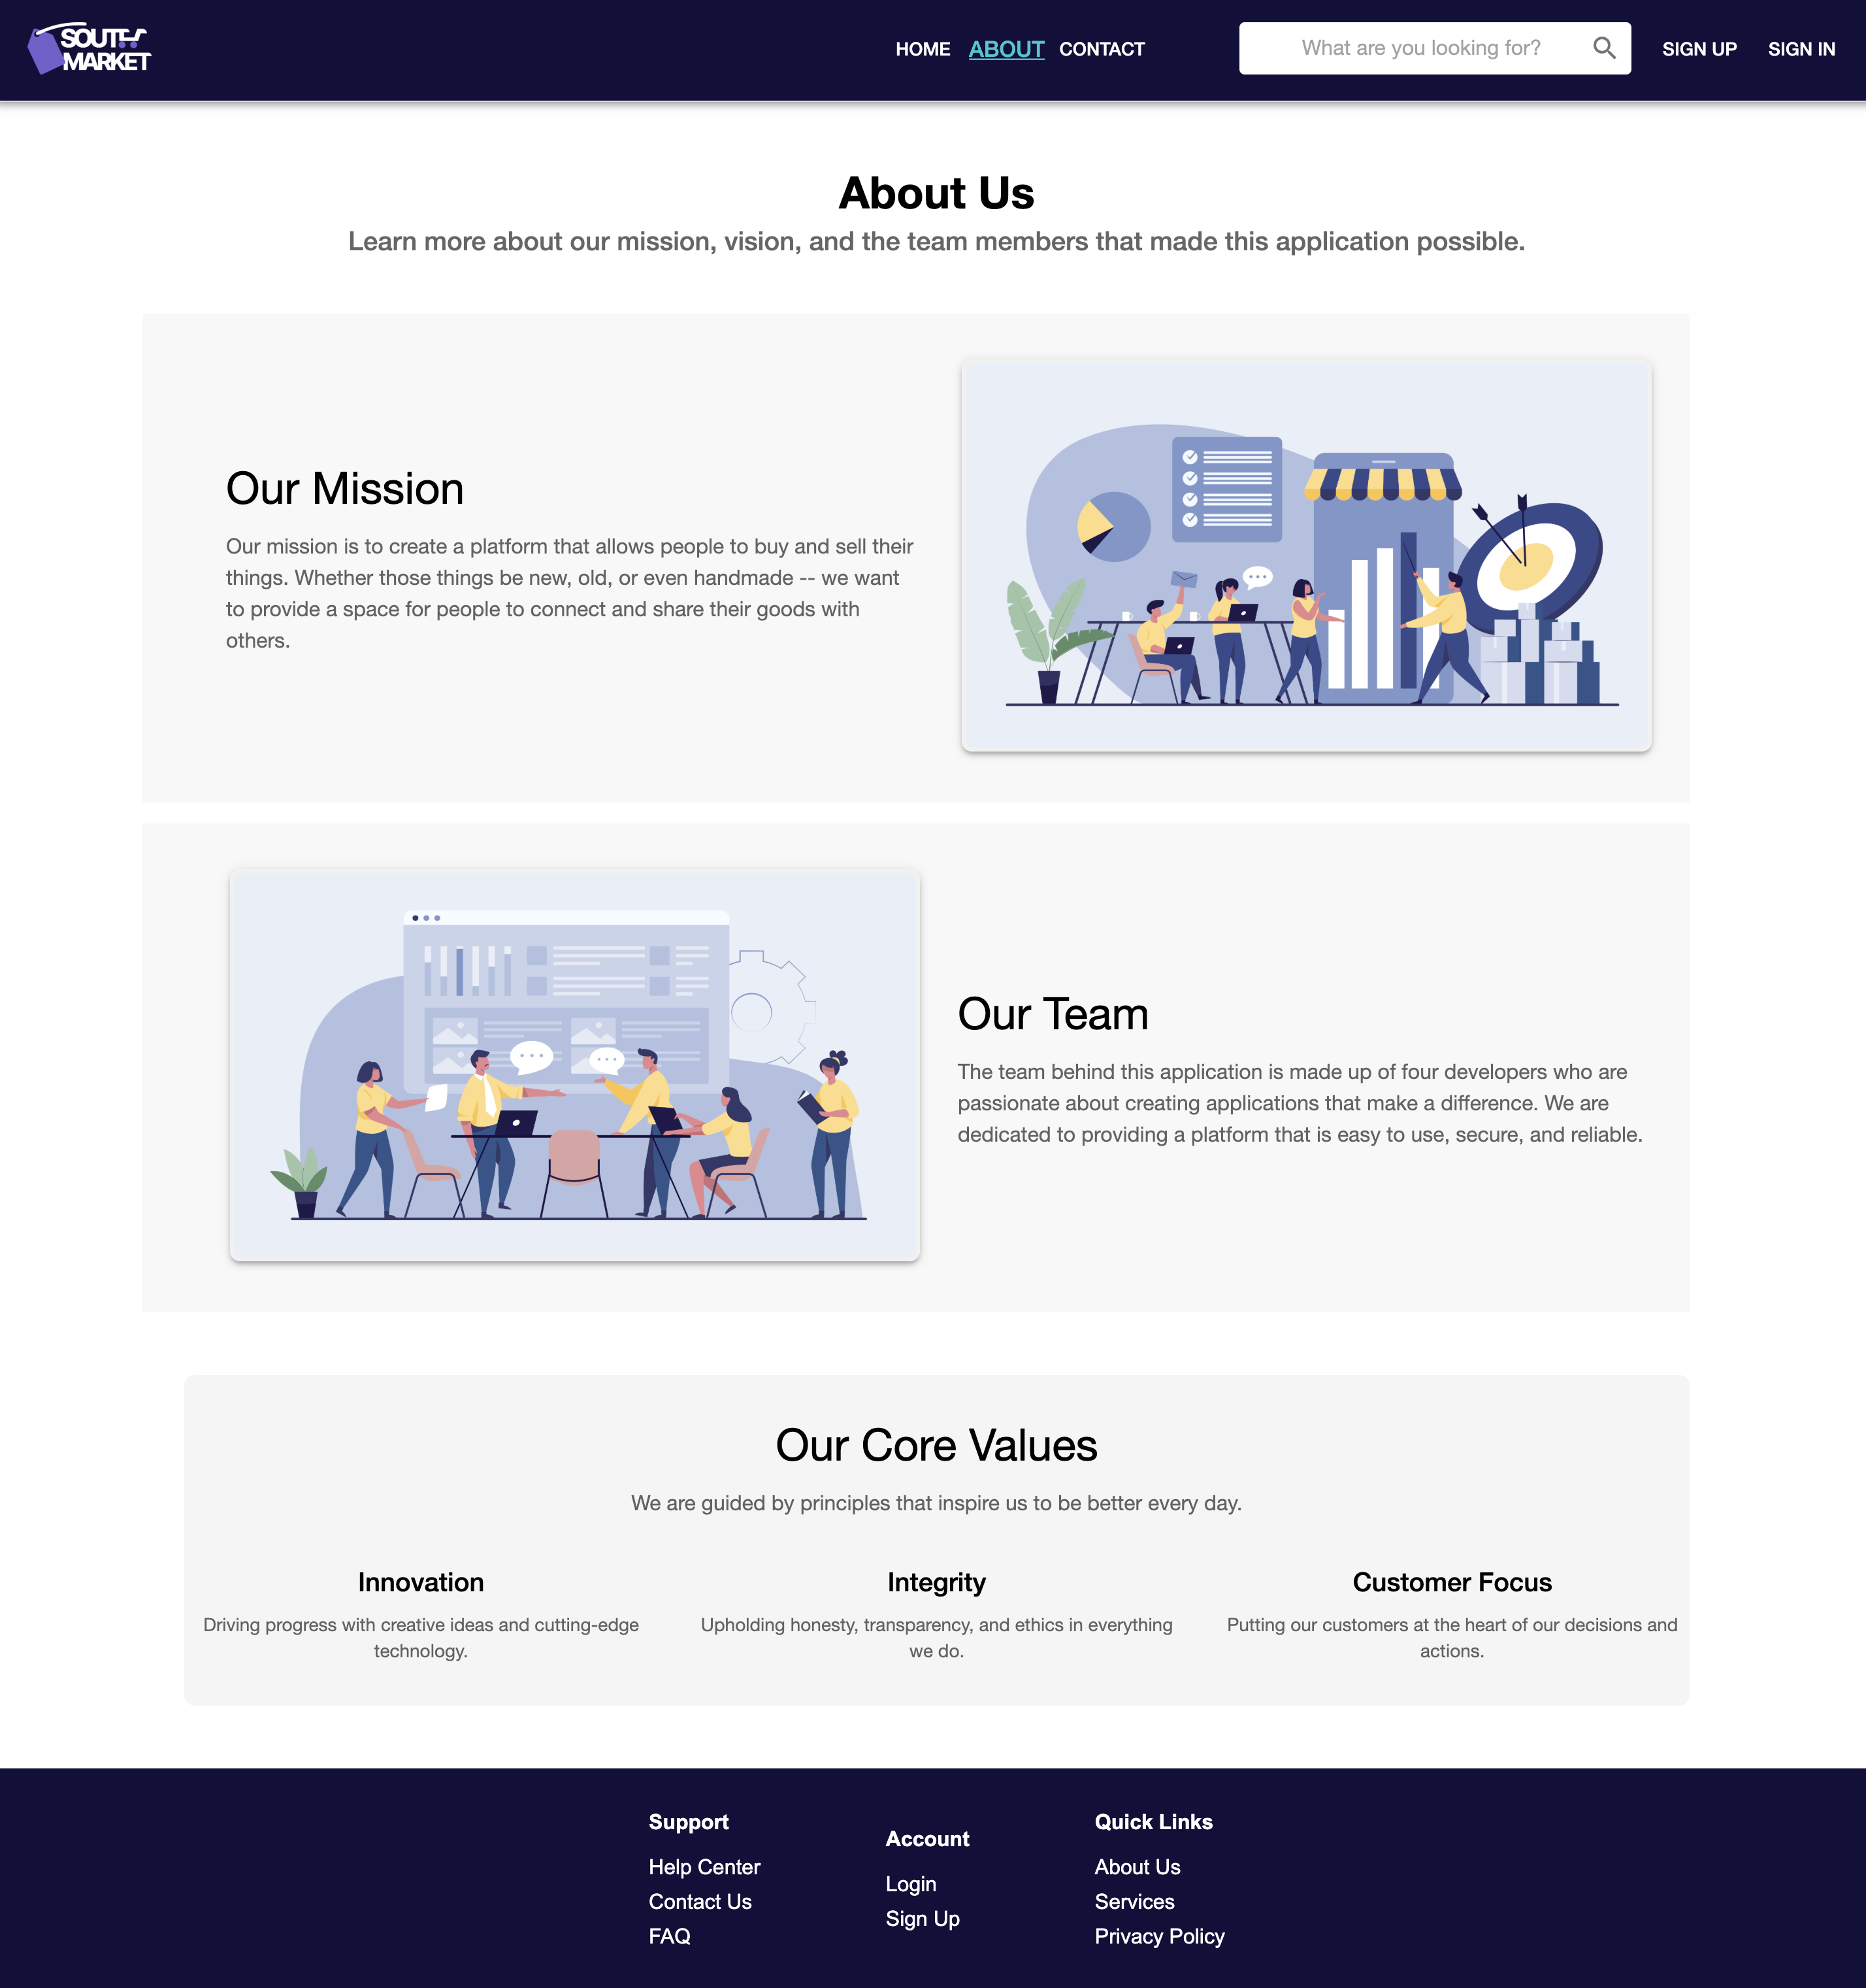 SOUTES
MARKET
HOME ABOUT CONTACT
What are you looking for?
SIGN UP SIGN IN
About Us
Learn more about our mission, vision, and the team members that made this application possible.
Our Mission
Our mission is to create a platform that allows people to buy and sell their
things. Whether those things be new, old, or even handmade -- we want
to provide a space for people to connect and share their goods with
others.
Our Team
The team behind this application is made up of four developers who are
passionate about creating applications that make a difference. We are
dedicated to providing a platform that is easy to use, secure, and reliable.
Our Core Values
We are guided by principles that inspire us to be better every day.
Innovation
Driving progress with creative ideas and cutting-edge
technology.
Integrity
Upholding honesty, transparency, and ethics in everything
we do.
Customer Focus
Putting our customers at the heart of our decisions and
actions.
Support
Help Center
Contact Us
FAQ
Account
Login
Sign Up
Quick Links
About Us
Services
Privacy Policy